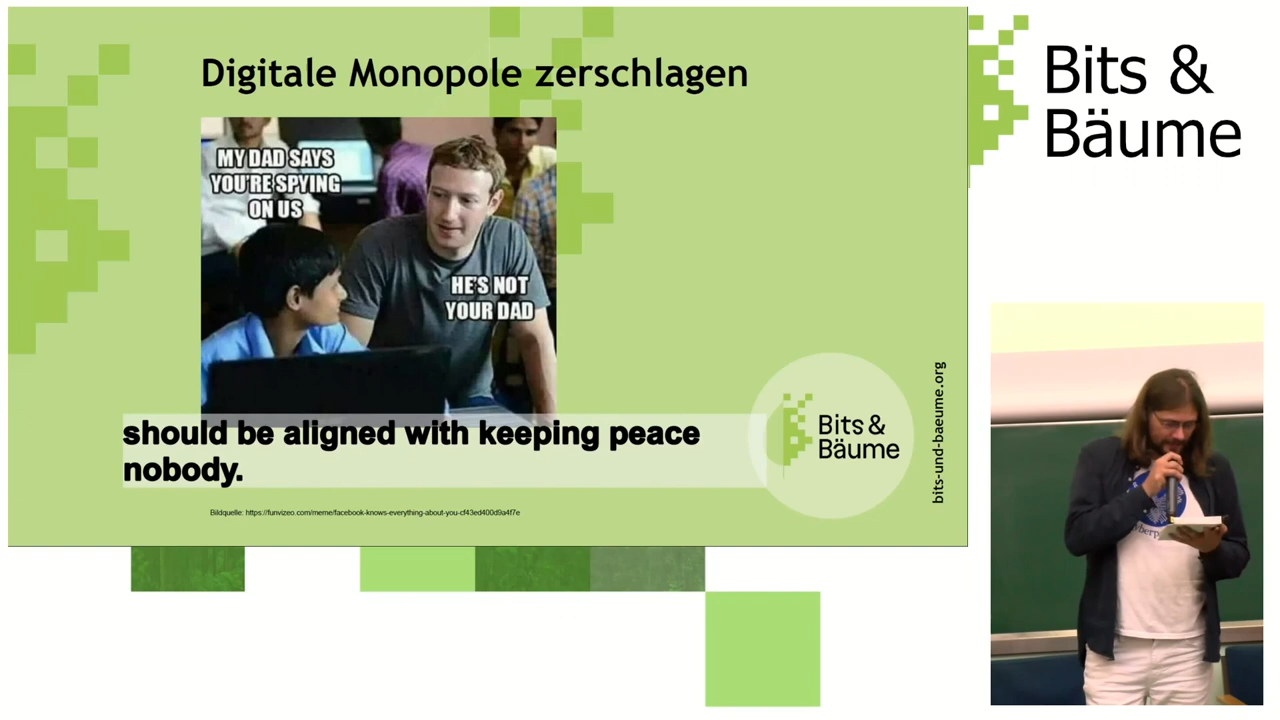 Digitale Monopole zerschlagen
MY DAD SAYS
YOU'RE SPYING
ON US
HE'S NOT
YOUR DAD
should be aligned with keeping peace
nobody.
Bildquelle: https://funvizeo.com/meme/facebook-knows-everything-about-you-cf43ed400d9a4f7e
Bits &
Bäume
bits-und-baeume.org
Bits &
Bäume